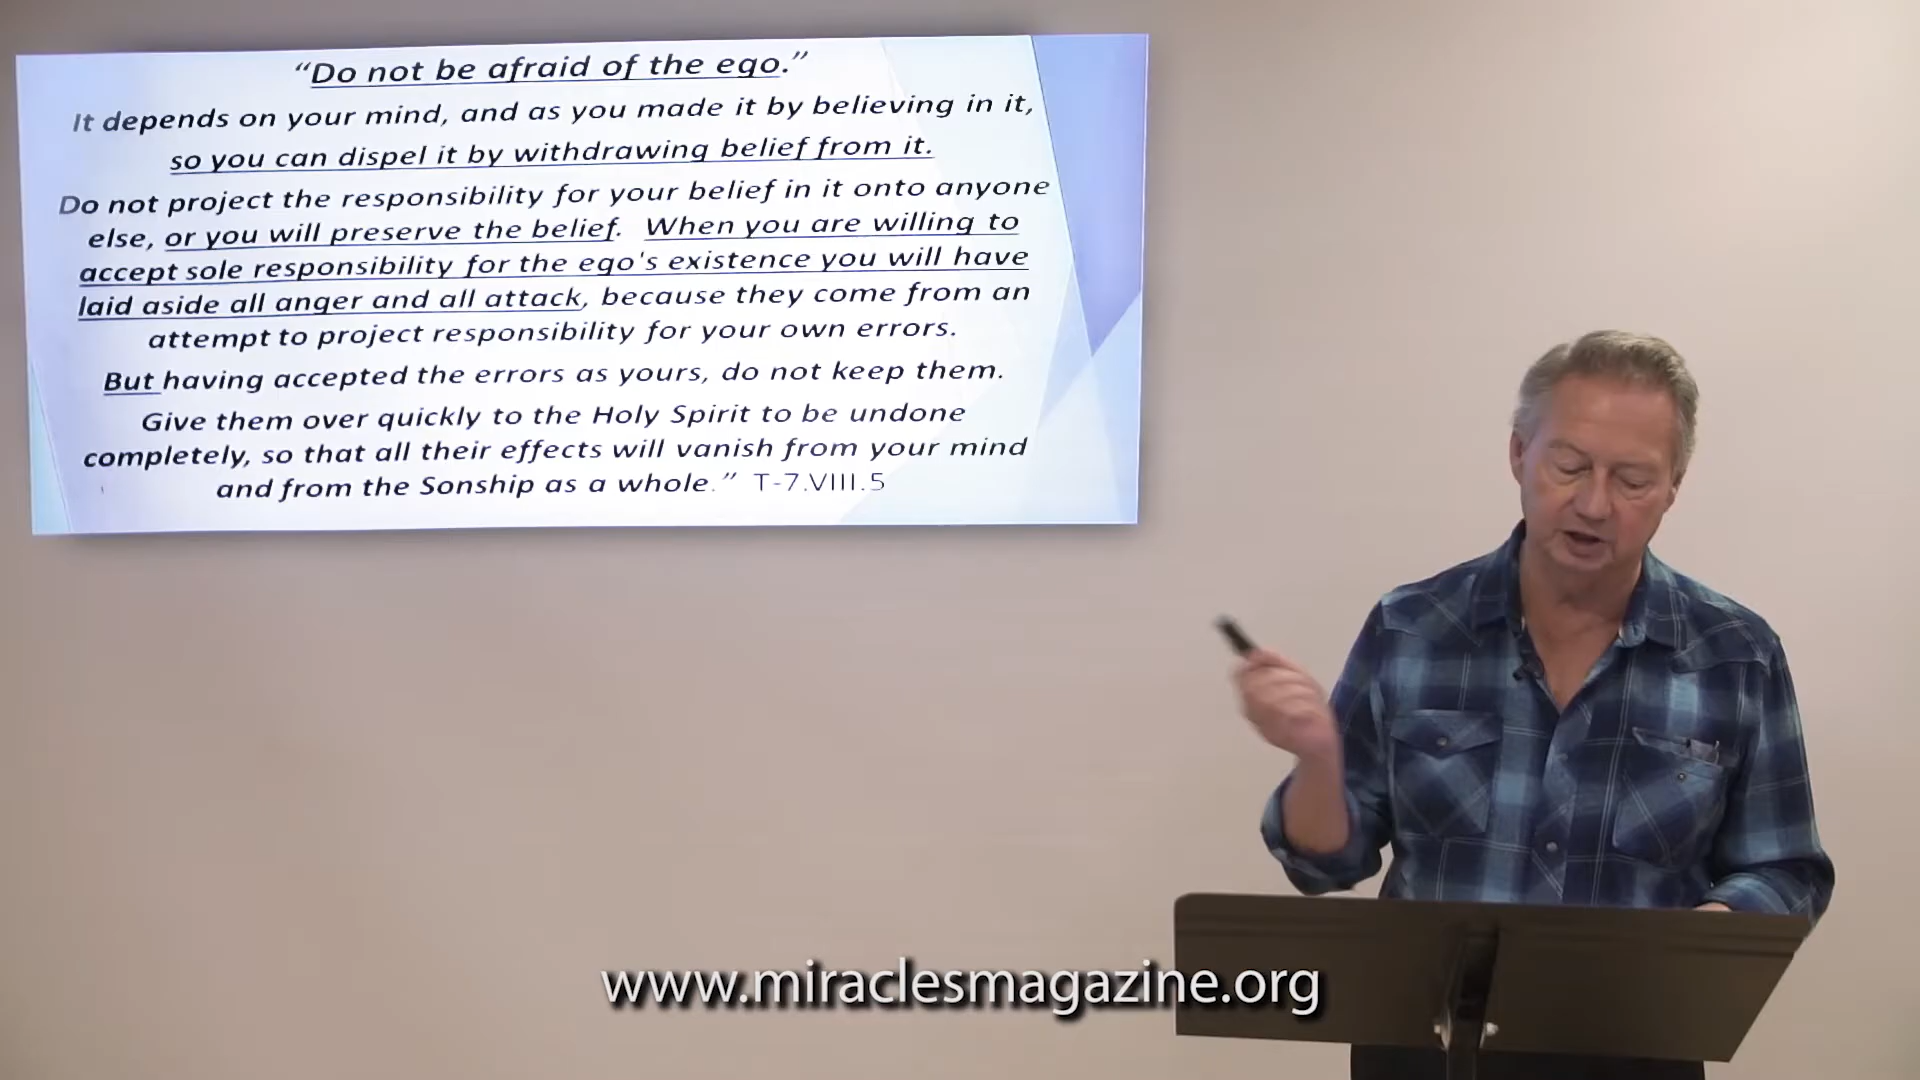 “Do not be afraid of the ego.”
It depends on your mind, and as you made it by believing in it,
so you can dispel it by withdrawing belief from it.
Do not project the responsibility for your belief in it onto anyone
else, or you will preserve the belief. When you are willing to
accept sole responsibility for the ego's existence you will have
laid aside all anger and all attack, because they come from an
attempt to project responsibility for your own errors.
But having accepted the errors as yours, do not keep them.
Give them over quickly to the Holy Spirit to be undone
completely, so that all their effects will vanish from your mind
and from the Sonship as a whole.” T-7.VIII.5
www.miraclesmagazine.org